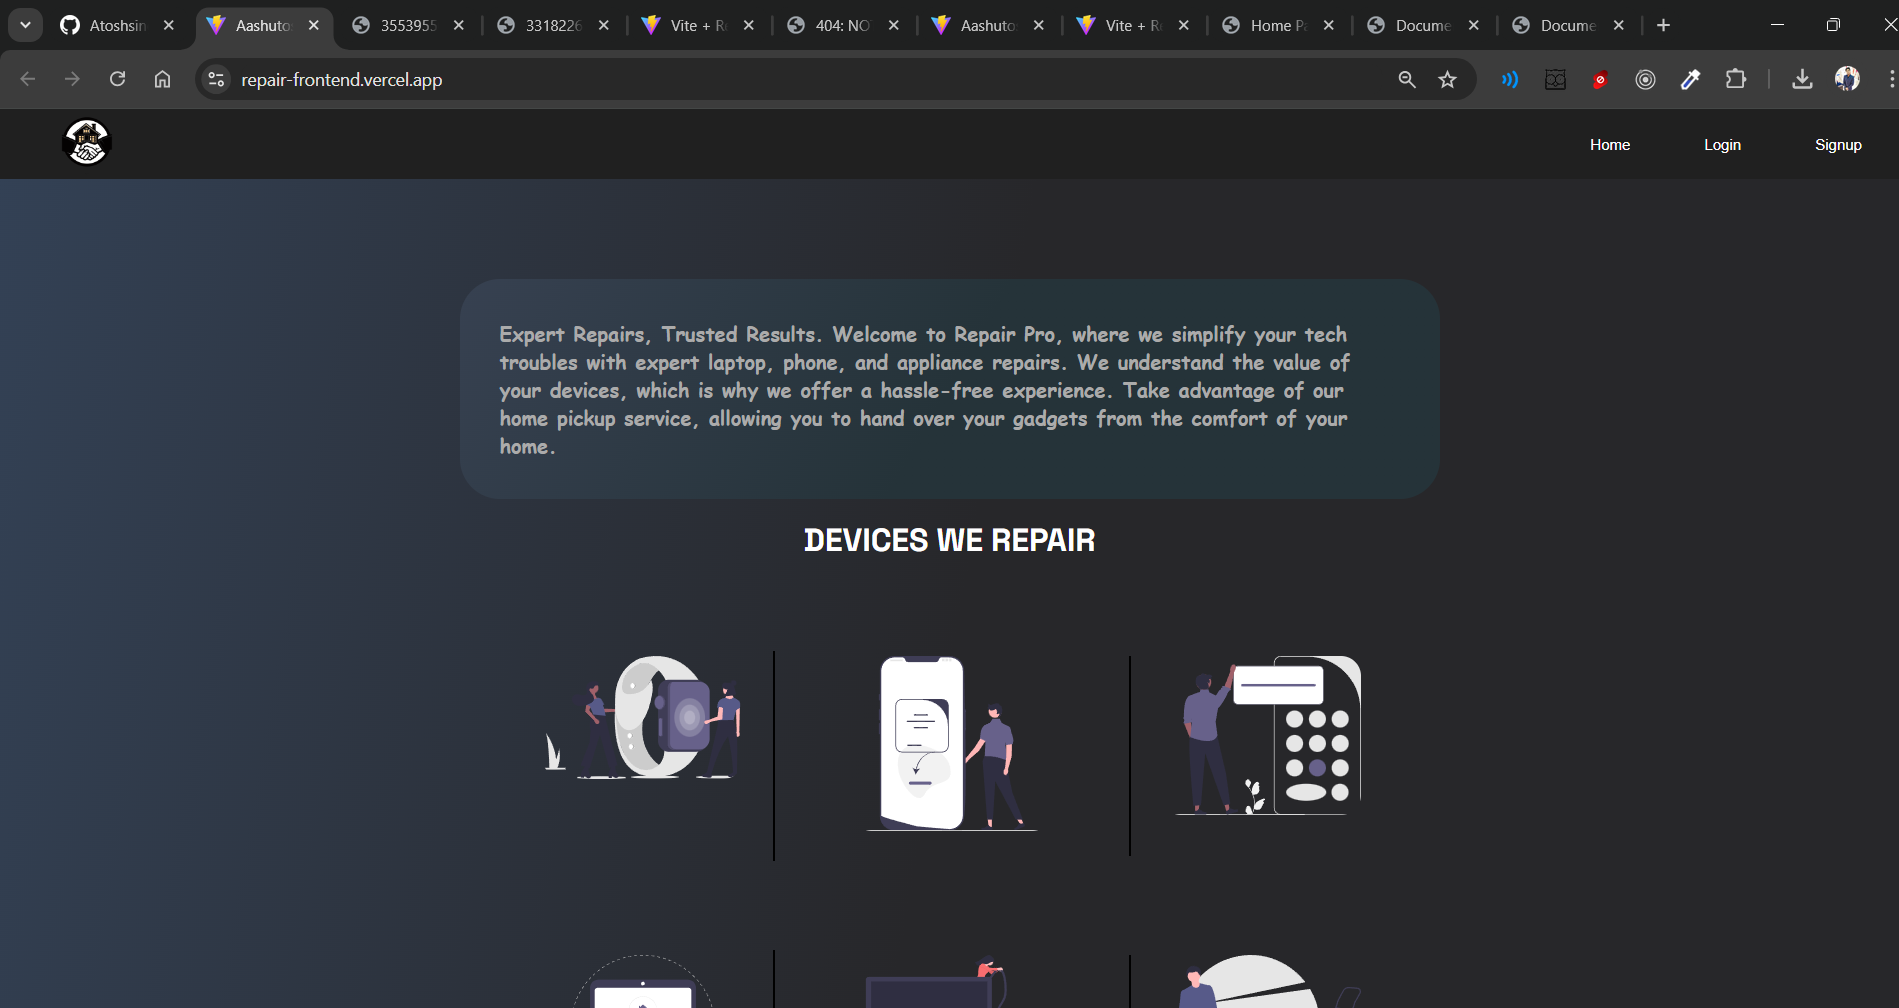 Atoshsin
Aashuto
3553955
3318226
Vite + R
404: NO
Aashuto
Vite + R
Home Pa
Docume
Docume
repair-frontend.vercel.app
Home
Login
Signup
Expert Repairs, Trusted Results. Welcome to Repair Pro, where we simplify your tech
troubles with expert laptop, phone, and appliance repairs. We understand the value of
your devices, which is why we offer a hassle-free experience. Take advantage of our
home pickup service, allowing you to hand over your gadgets from the comfort of your
home.
DEVICES WE REPAIR